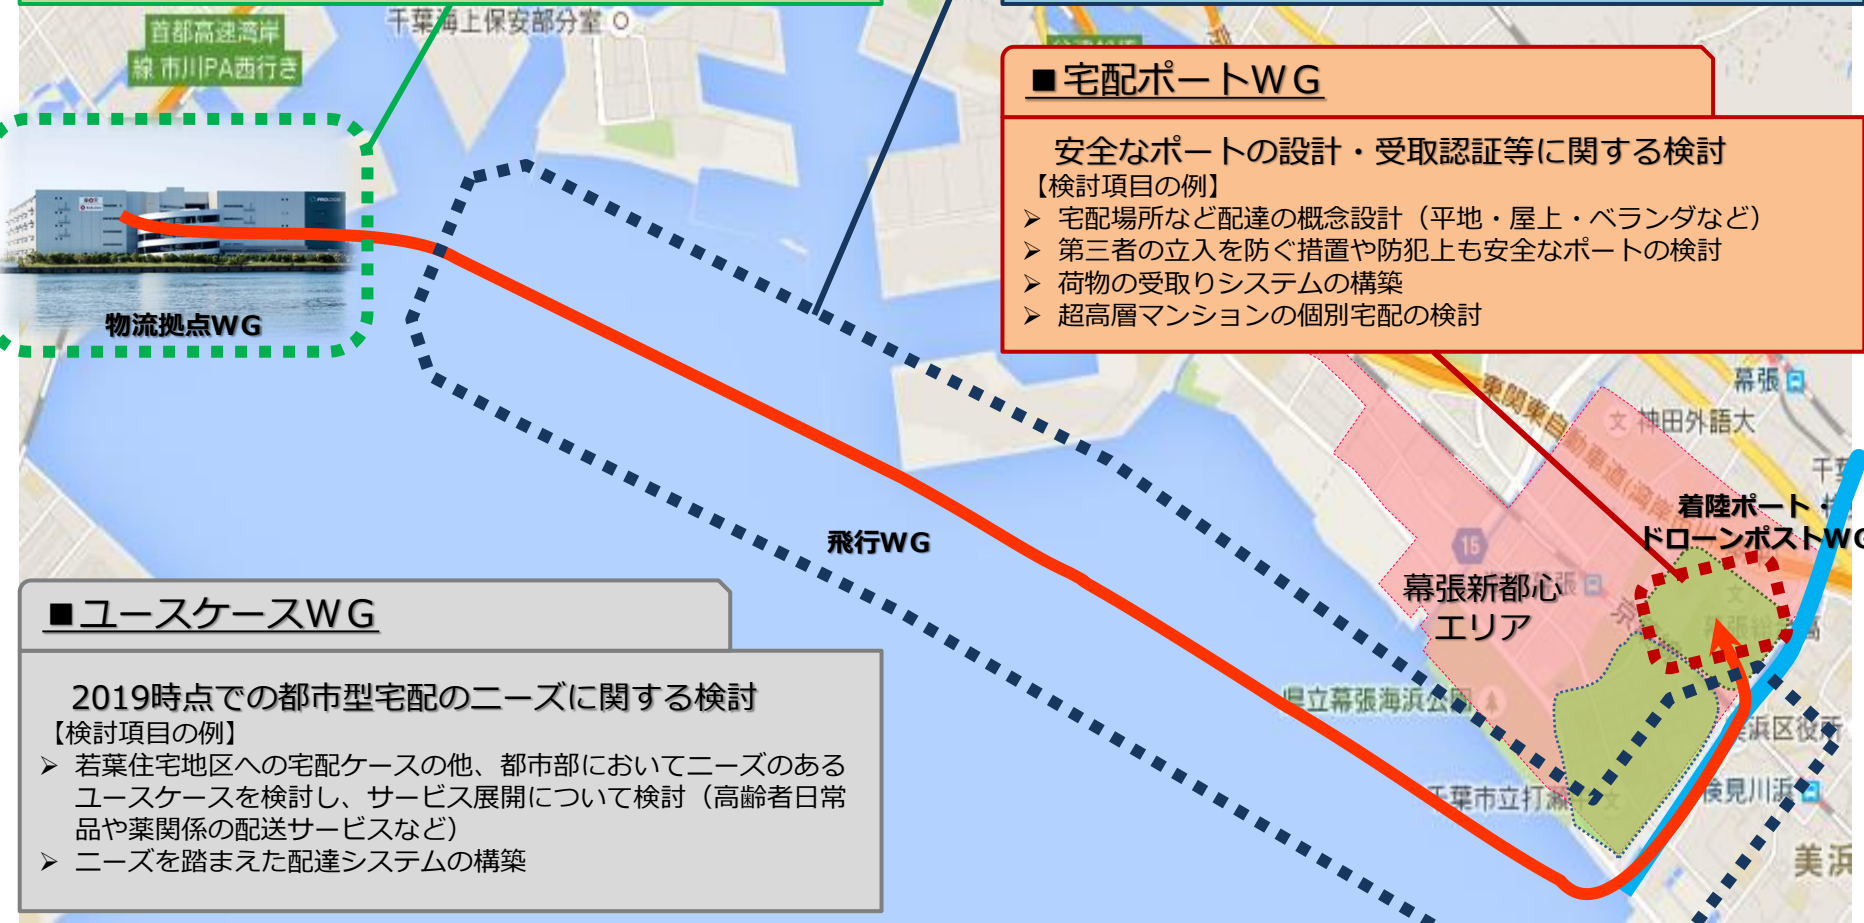 首都高速湾岸
線 市川PA西行き
千葉海上保安部分室
物流拠点WG
■宅配ポートWG
安全なポートの設計・受取認証等に関する検討
【検討項目の例】
➢ 宅配場所など配達の概念設計（平地・屋上・ベランダなど）
➢ 第三者の立入を防ぐ措置や防犯上も安全なポートの検討
➢ 荷物の受取りシステムの構築
➢ 超高層マンションの個別宅配の検討
幕張
文 神田外語大
東関東自動車道(湾岸
着陸ポート・
ドローンポストWG
15
飛行WG
幕張新都心
エリア
県立幕張海浜公園
美浜区役所
検見川浜
千葉市立打瀬
美浜
■ユースケースWG
2019時点での都市型宅配のニーズに関する検討
【検討項目の例】
➢ 若葉住宅地区への宅配ケースの他、都市部においてニーズのある
ユースケースを検討し、サービス展開について検討（高齢者日常
品や薬関係の配送サービスなど）
➢ ニーズを踏まえた配達システムの構築